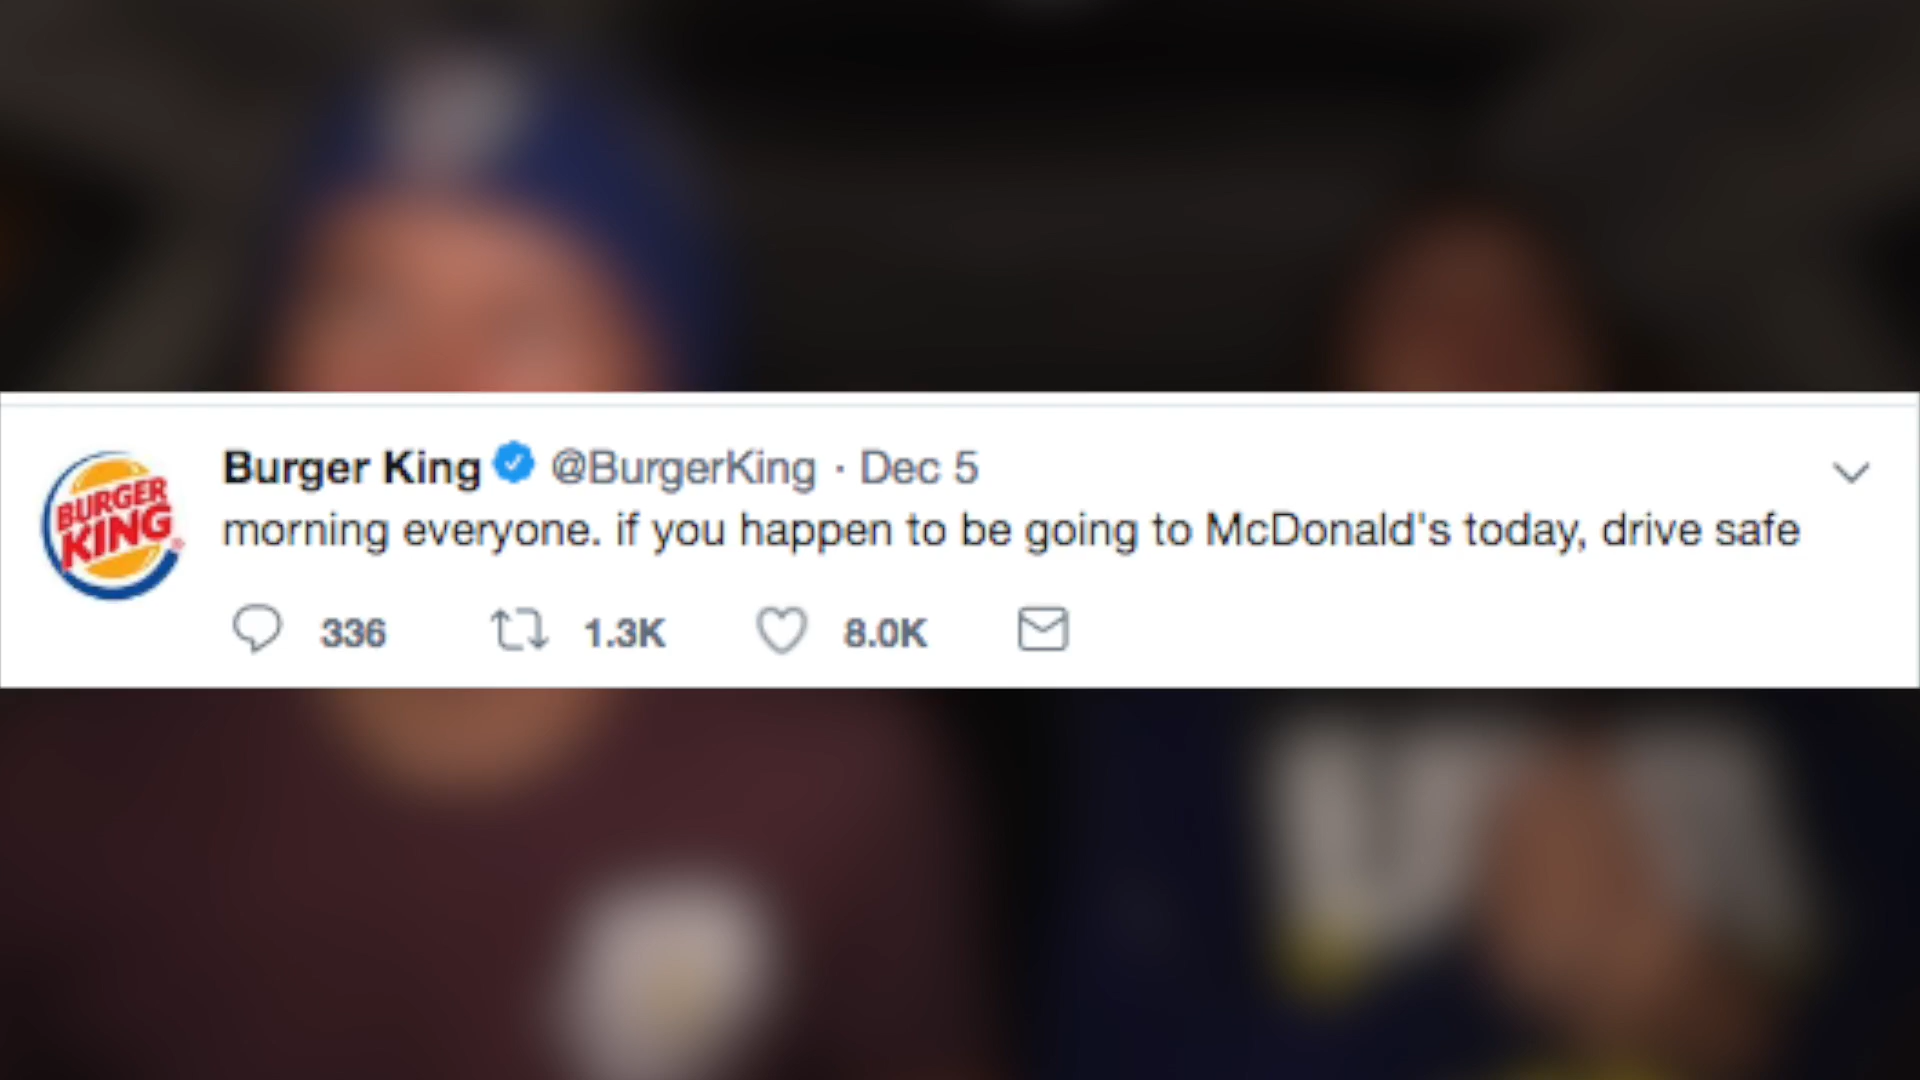 Burger King @BurgerKing · Dec 5
BURGER
KING
morning everyone. if you happen to be going to McDonald's today, drive safe
336 1.3K 8.0K